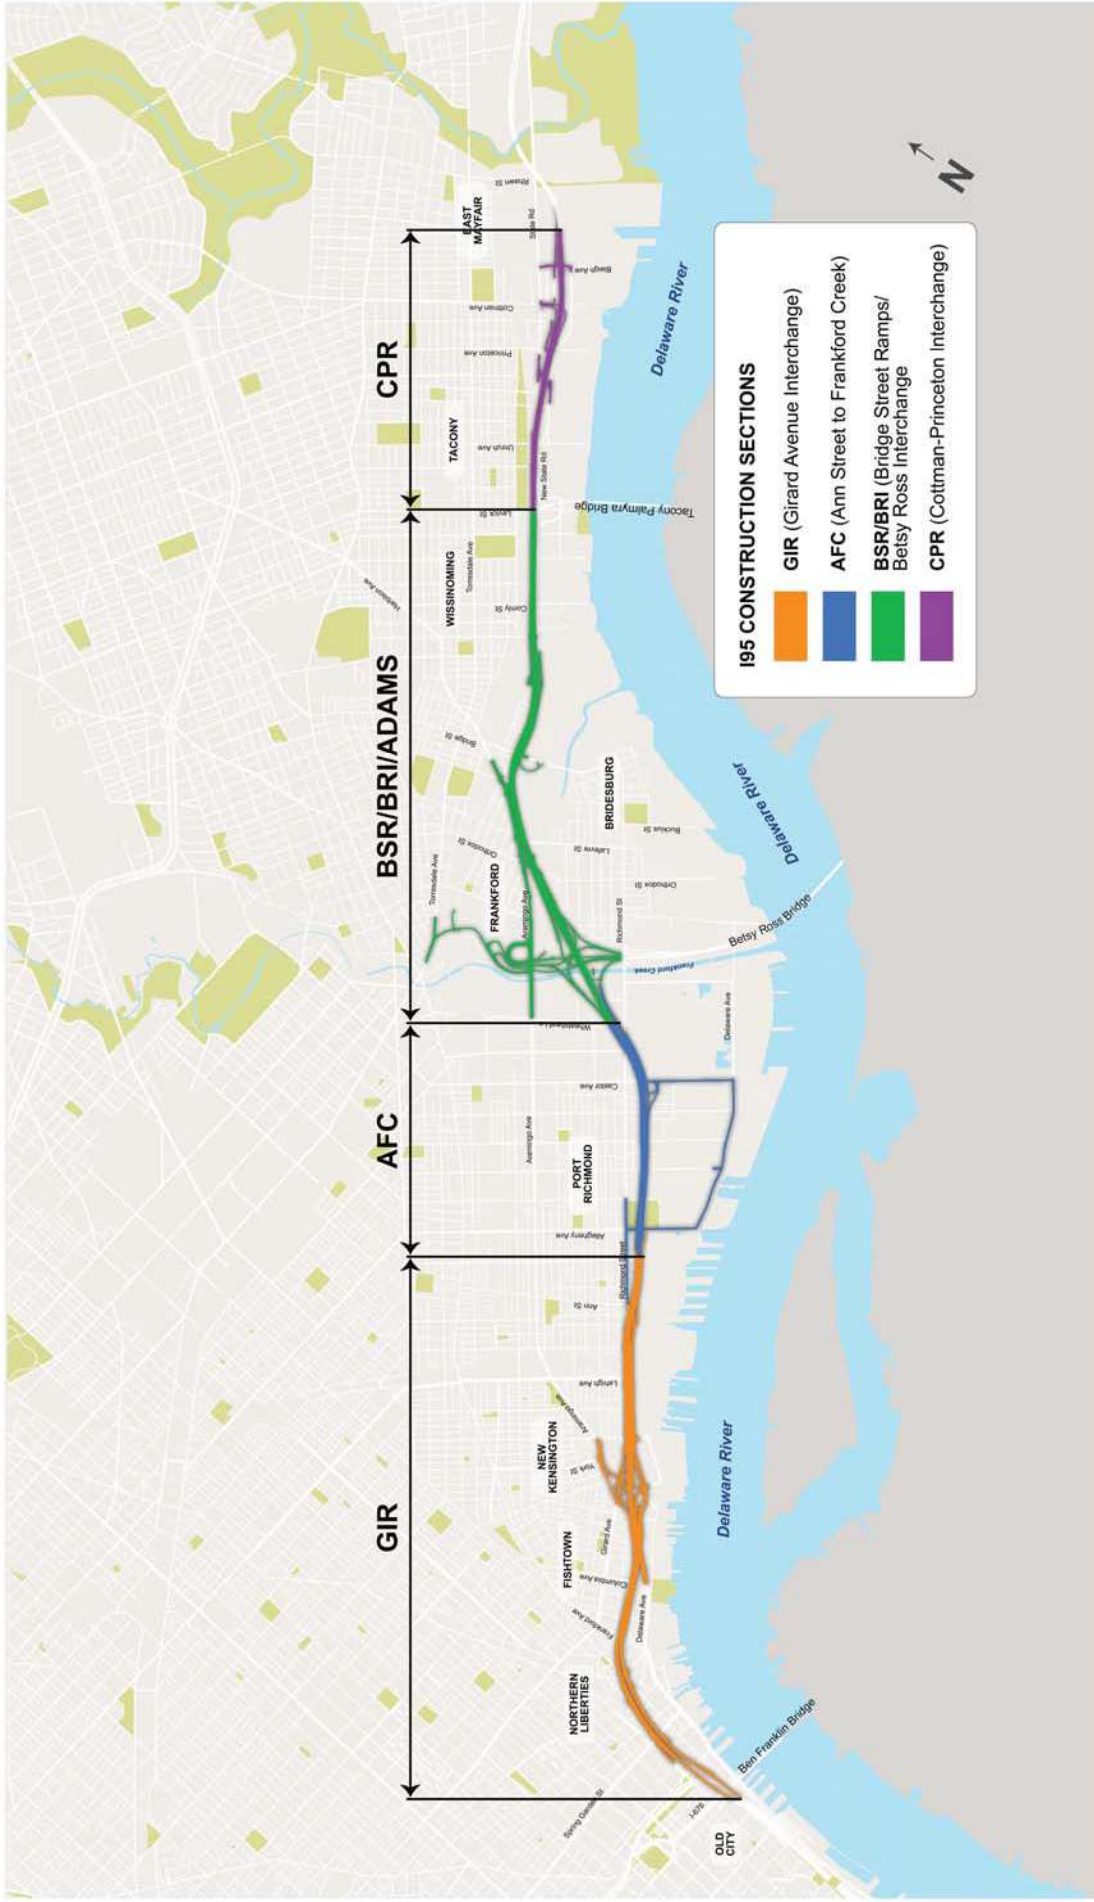 GIR
AFC
BSR/BRI/ADAMS
CPR
OLD
CITY
I-676
Spring Garden St
Ben Franklin Bridge
NORTHERN
LIBERTIES
Frankford Ave
Delaware Ave
Columbia Ave
FISHTOWN
Girard Ave
York St
NEW
KENSINGTON
Aramingo Ave
Lehigh Ave
Ann St
Richmond Street
Allegheny Ave
PORT
RICHMOND
Aramingo Ave
Castor Ave
Delaware Ave
Wheatsheaf Ln
Frankford Creek
Betsy Ross Bridge
Richmond St
Aramingo Ave
FRANKFORD
Torresdale Ave
Orthodox St
Orthodox St
Lefevre St
Buckius St
BRIDESBURG
Bridge St
Harbison Ave
WISSINOMING
Torresdale Ave
Comly St
Levick St
Tacony Palmyra Bridge
New State Rd
TACONY
Unruh Ave
Princeton Ave
Cottman Ave
Bleigh Ave
EAST
MAYFAIR
State Rd
Rhawn St
Delaware River
Delaware River
Delaware River
N
I95 CONSTRUCTION SECTIONS
GIR (Girard Avenue Interchange)
AFC (Ann Street to Frankford Creek)
BSR/BRI (Bridge Street Ramps/
Betsy Ross Interchange
CPR (Cottman-Princeton Interchange)